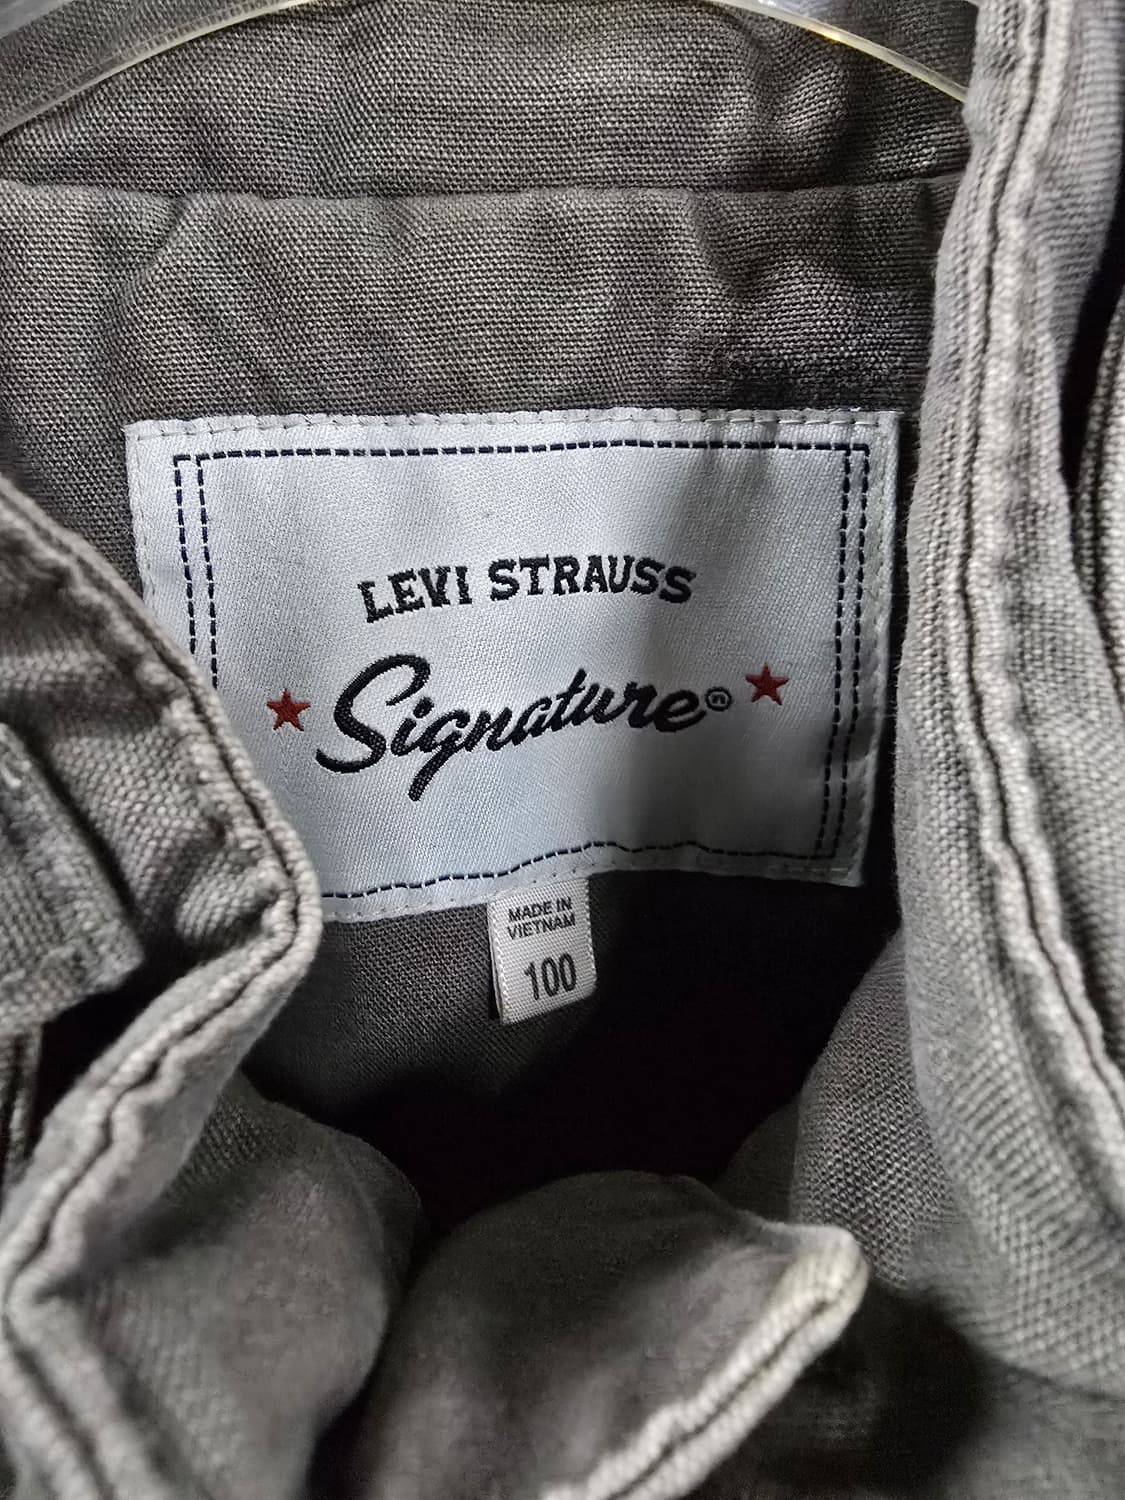 LEVI STRAUSS
Signature®
MADE IN
VIETNAM
100